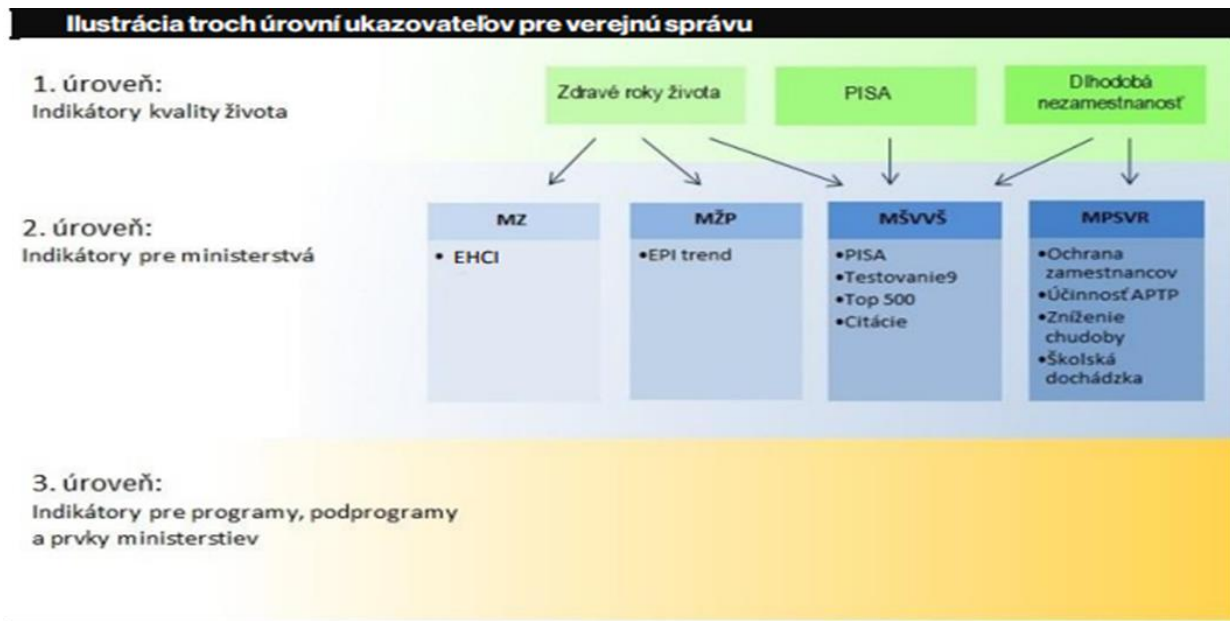 Ilustrácia troch úrovní ukazovateľov pre verejnú správu
1. úroveň:
Indikátory kvality života
Zdravé roky života
PISA
Dlhodobá
nezamestnanosť
2. úroveň:
Indikátory pre ministerstvá
MZ
• EHCI
MŽP
•EPI trend
MŠVVŠ
•PISA
•Testovanie9
•Top 500
•Citácie
MPSVR
•Ochrana
zamestnancov
•Účinnosť APTP
•Zníženie
chudoby
•Školská
dochádzka
3. úroveň:
Indikátory pre programy, podprogramy
a prvky ministerstiev